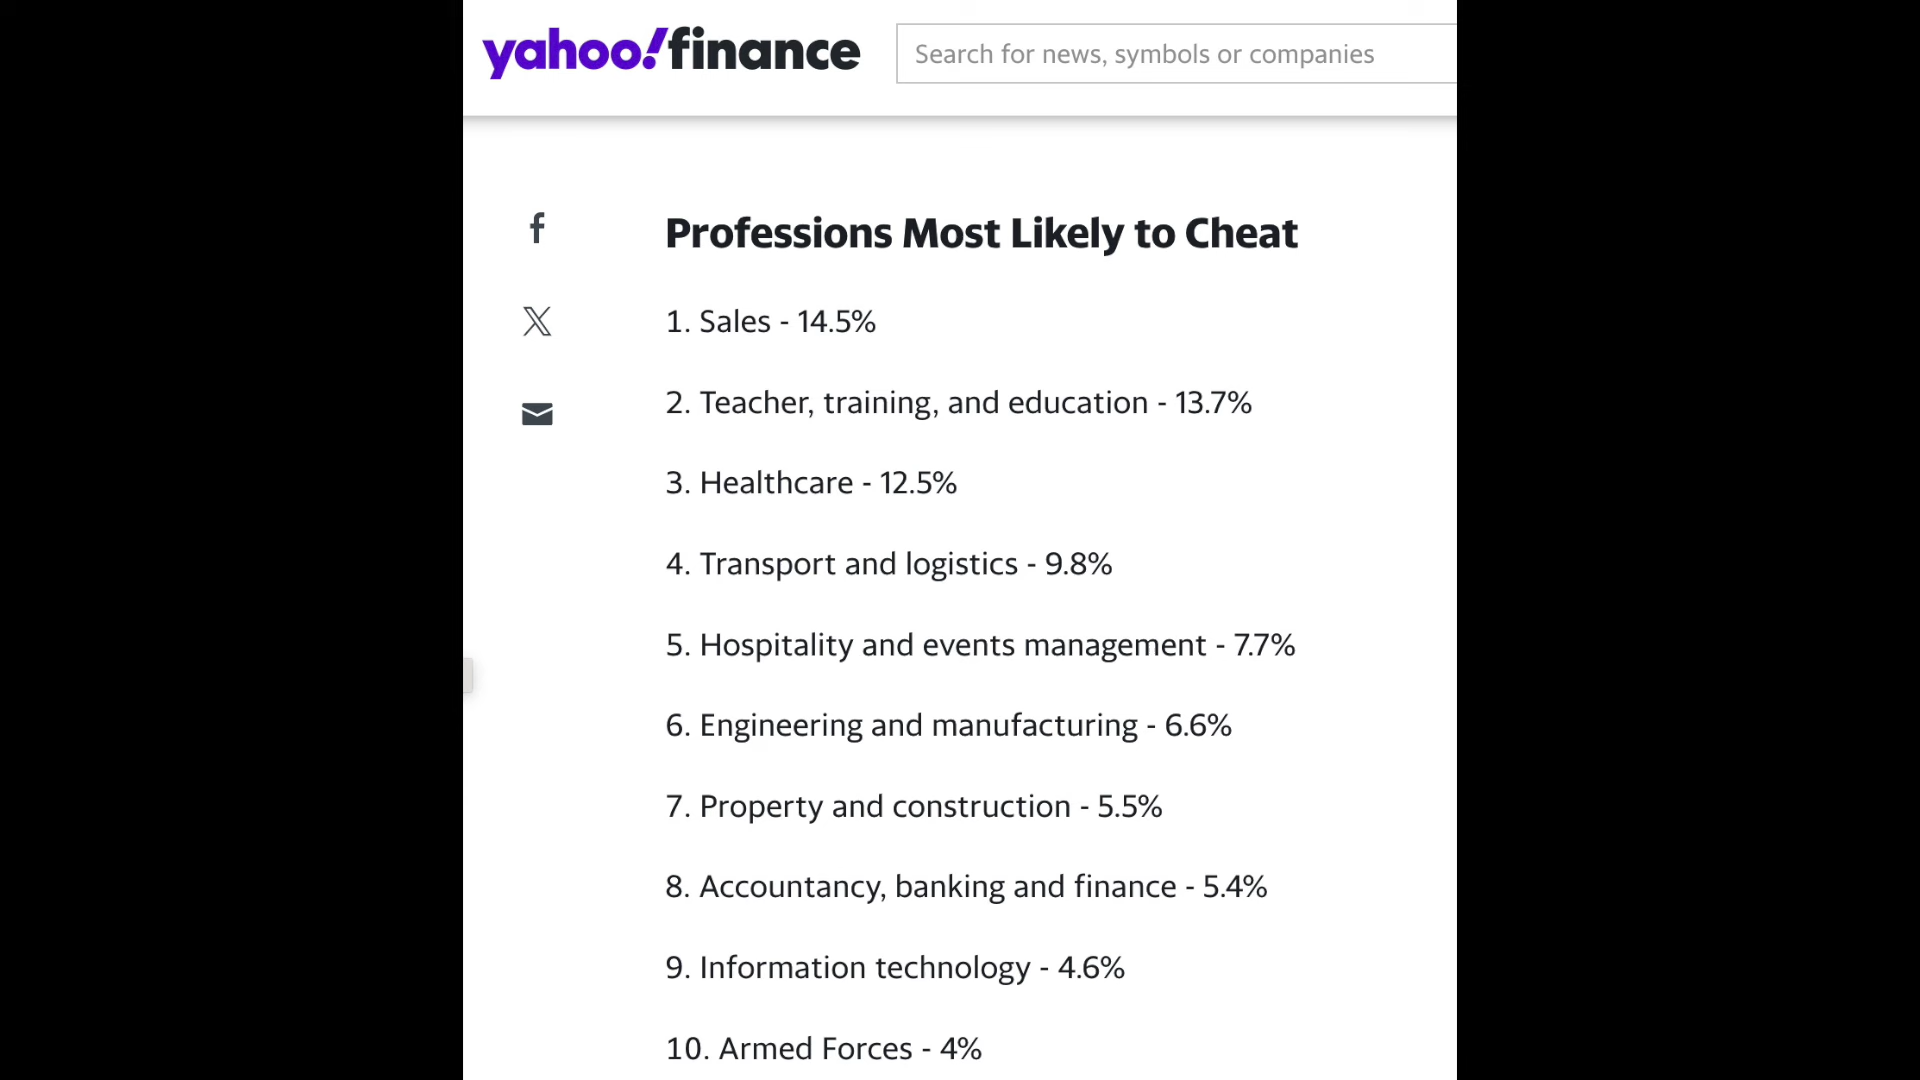 yahoo!finance
Search for news, symbols or companies
Professions Most Likely to Cheat
1. Sales - 14.5%
2. Teacher, training, and education - 13.7%
3. Healthcare - 12.5%
4. Transport and logistics - 9.8%
5. Hospitality and events management - 7.7%
6. Engineering and manufacturing - 6.6%
7. Property and construction - 5.5%
8. Accountancy, banking and finance - 5.4%
9. Information technology - 4.6%
10. Armed Forces - 4%